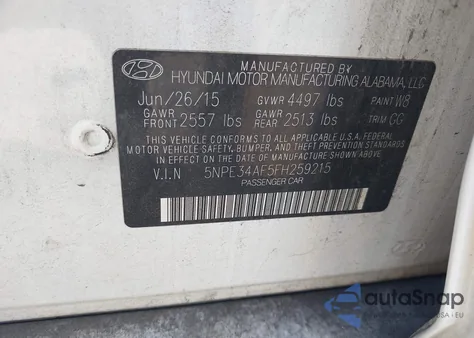 MANUFACTURED BY
HYUNDAI MOTOR MANUFACTURING ALABAMA, LLC
Jun/26/15 GVWR 4497 lbs PAINT W8
GAWR FRONT 2557 lbs GAWR REAR 2513 lbs TRIM GG
THIS VEHICLE CONFORMS TO ALL APPLICABLE U.S.A. FEDERAL
MOTOR VEHICLE SAFETY, BUMPER, AND THEFT PREVENTION STANDARDS
IN EFFECT ON THE DATE OF MANUFACTURE SHOWN ABOVE.
V.I.N 5NPE34AF5FH259215
PASSENGER CAR
autoSnap